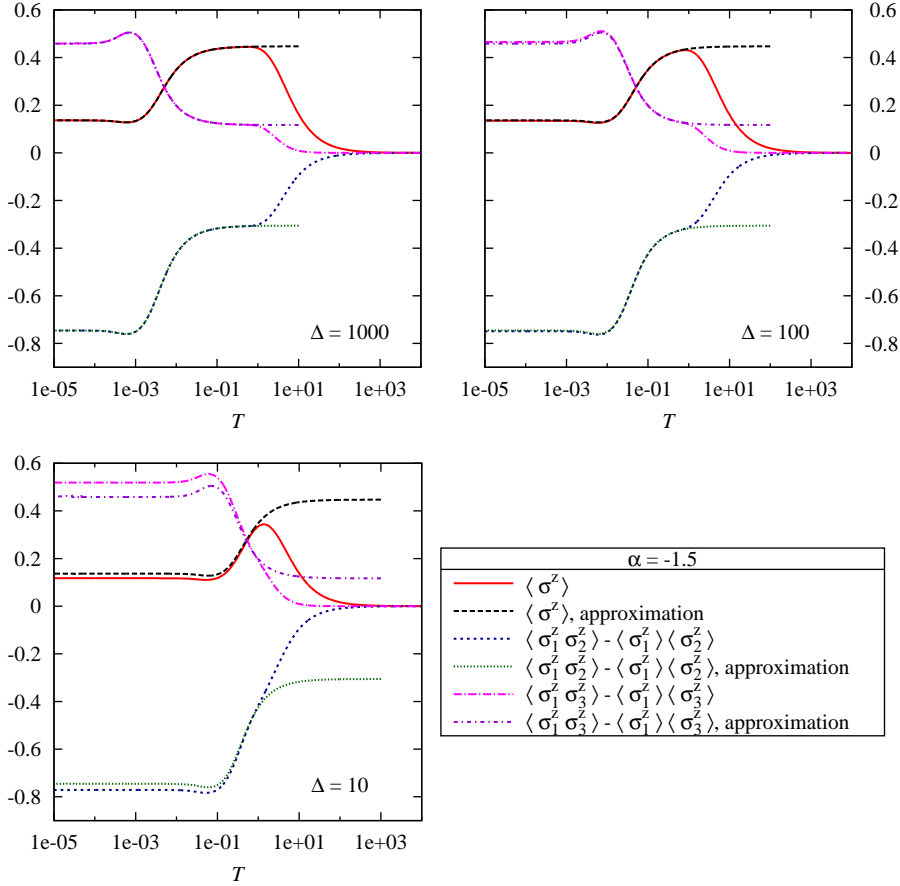 0.6
0.4
0.2
0
-0.2
-0.4
-0.6
-0.8
1e-05 1e-03 1e-01 1e+01 1e+03
T
Δ = 1000
0.6
0.4
0.2
0
-0.2
-0.4
-0.6
-0.8
1e-05 1e-03 1e-01 1e+01 1e+03
T
Δ = 100
0.6
0.4
0.2
0
-0.2
-0.4
-0.6
-0.8
1e-05 1e-03 1e-01 1e+01 1e+03
T
Δ = 10
α = -1.5
⟨ σ^z ⟩
⟨ σ^z ⟩, approximation
⟨ σ_1^z σ_2^z ⟩ - ⟨ σ_1^z ⟩ ⟨ σ_2^z ⟩
⟨ σ_1^z σ_2^z ⟩ - ⟨ σ_1^z ⟩ ⟨ σ_2^z ⟩, approximation
⟨ σ_1^z σ_3^z ⟩ - ⟨ σ_1^z ⟩ ⟨ σ_3^z ⟩
⟨ σ_1^z σ_3^z ⟩ - ⟨ σ_1^z ⟩ ⟨ σ_3^z ⟩, approximation